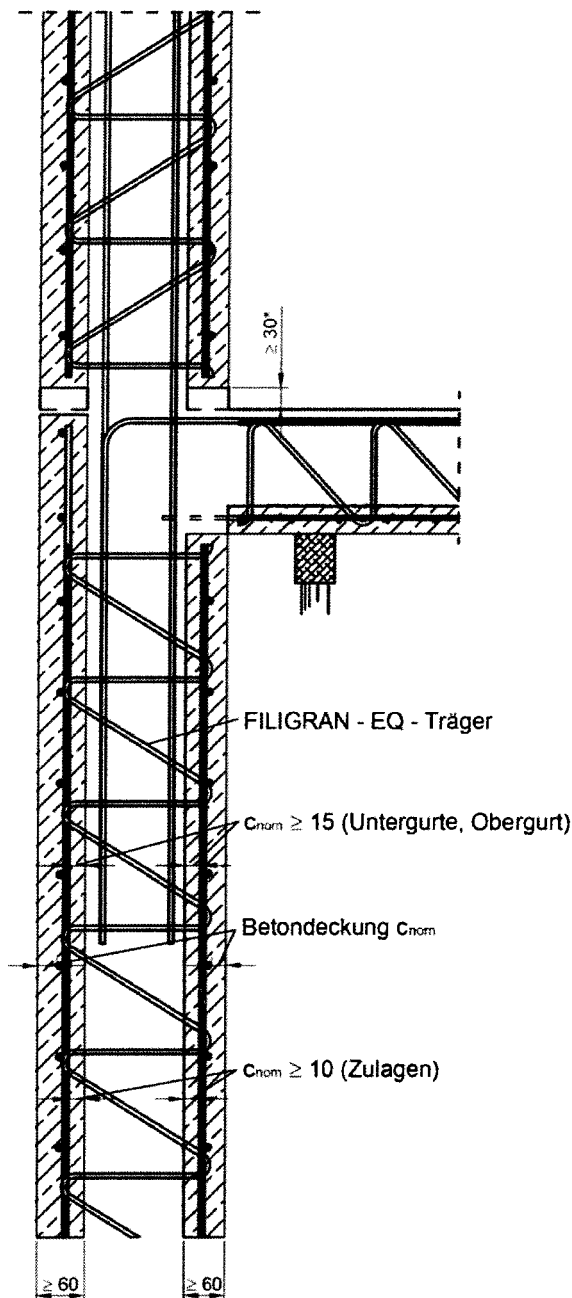 ≥ 30*
FILIGRAN - EQ - Träger
cnom ≥ 15 (Untergurte, Obergurt)
Betondeckung cnom
cnom ≥ 10 (Zulagen)
≥ 60
≥ 60